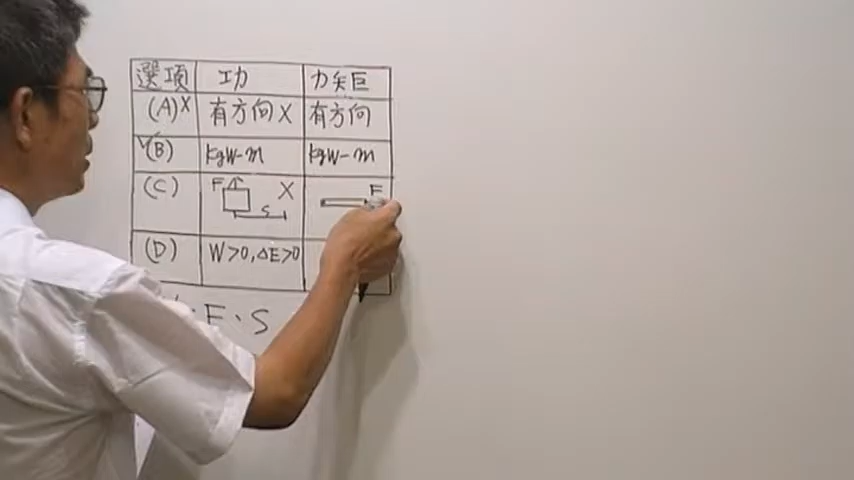 選項 功 力矩
(A)X 有方向X 有方向
✓(B) kgw-m kgw-m
(C) F X S F
(D) W>0,ΔE>0
F·S